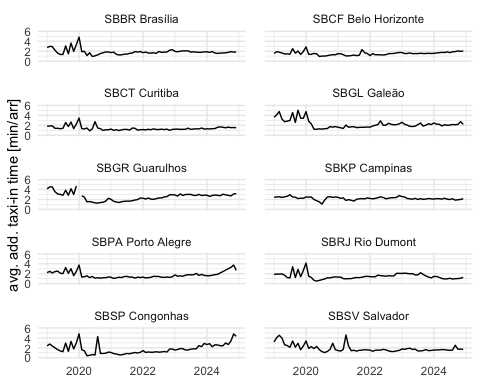 SBBR Brasília
SBCF Belo Horizonte
6
4
2
0
SBCT Curitiba
SBGL Galeão
6
4
2
0
SBGR Guarulhos
SBKP Campinas
6
4
2
0
SBPA Porto Alegre
SBRJ Rio Dumont
6
4
2
0
SBSP Congonhas
SBSV Salvador
6
4
2
0
2020 2022 2024
2020 2022 2024
avg. add. taxi-in time [min/arr]